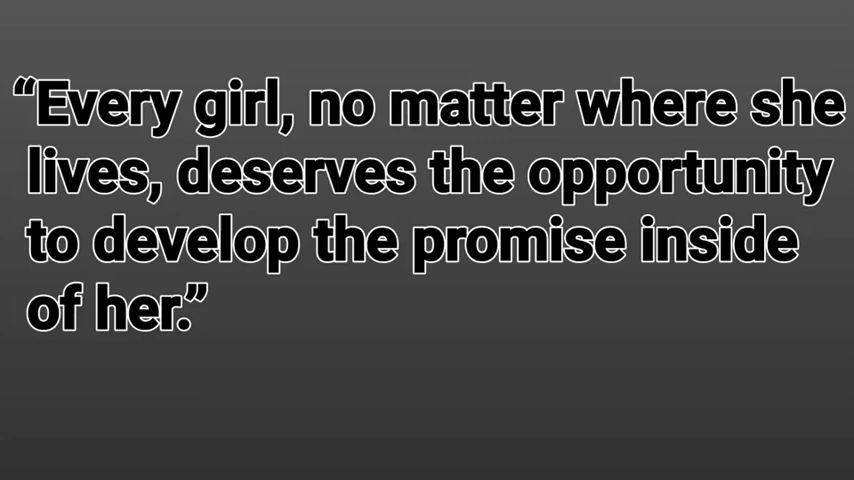 “Every girl, no matter where she
lives, deserves the opportunity
to develop the promise inside
of her.”